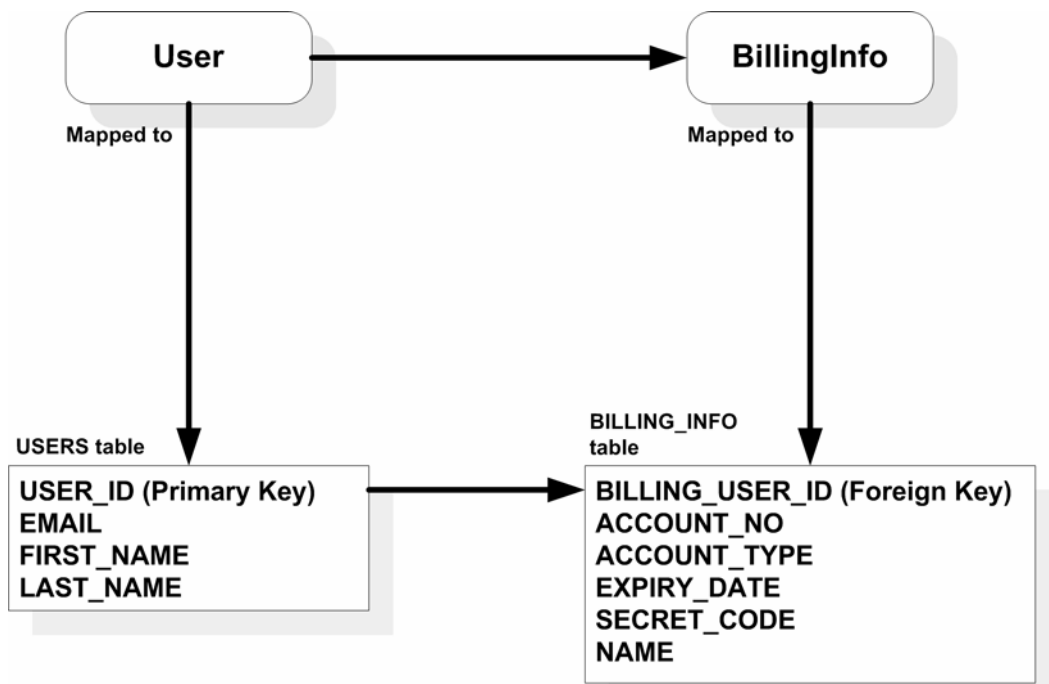 User
BillingInfo
Mapped to
Mapped to
USERS table
USER_ID (Primary Key)
EMAIL
FIRST_NAME
LAST_NAME
BILLING_INFO
table
BILLING_USER_ID (Foreign Key)
ACCOUNT_NO
ACCOUNT_TYPE
EXPIRY_DATE
SECRET_CODE
NAME